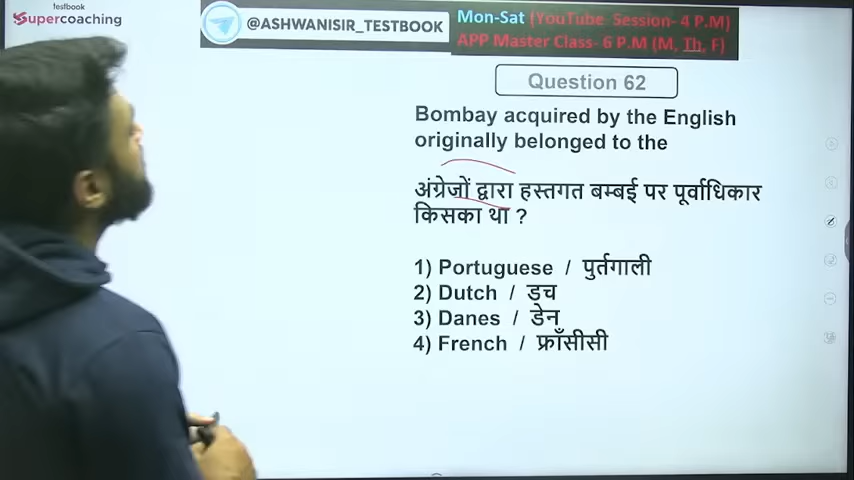 testbook
Supercoaching
@ASHWANISIR_TESTBOOK
Mon-Sat (YouTube Session- 4 P.M)
APP Master Class- 6 P.M (M, Th, F)
Question 62
Bombay acquired by the English
originally belonged to the
अंग्रेजों द्वारा हस्तगत बम्बई पर पूर्वाधिकार
किसका था ?
1) Portuguese / पुर्तगाली
2) Dutch / डच
3) Danes / डेन
4) French / फ्राँसीसी